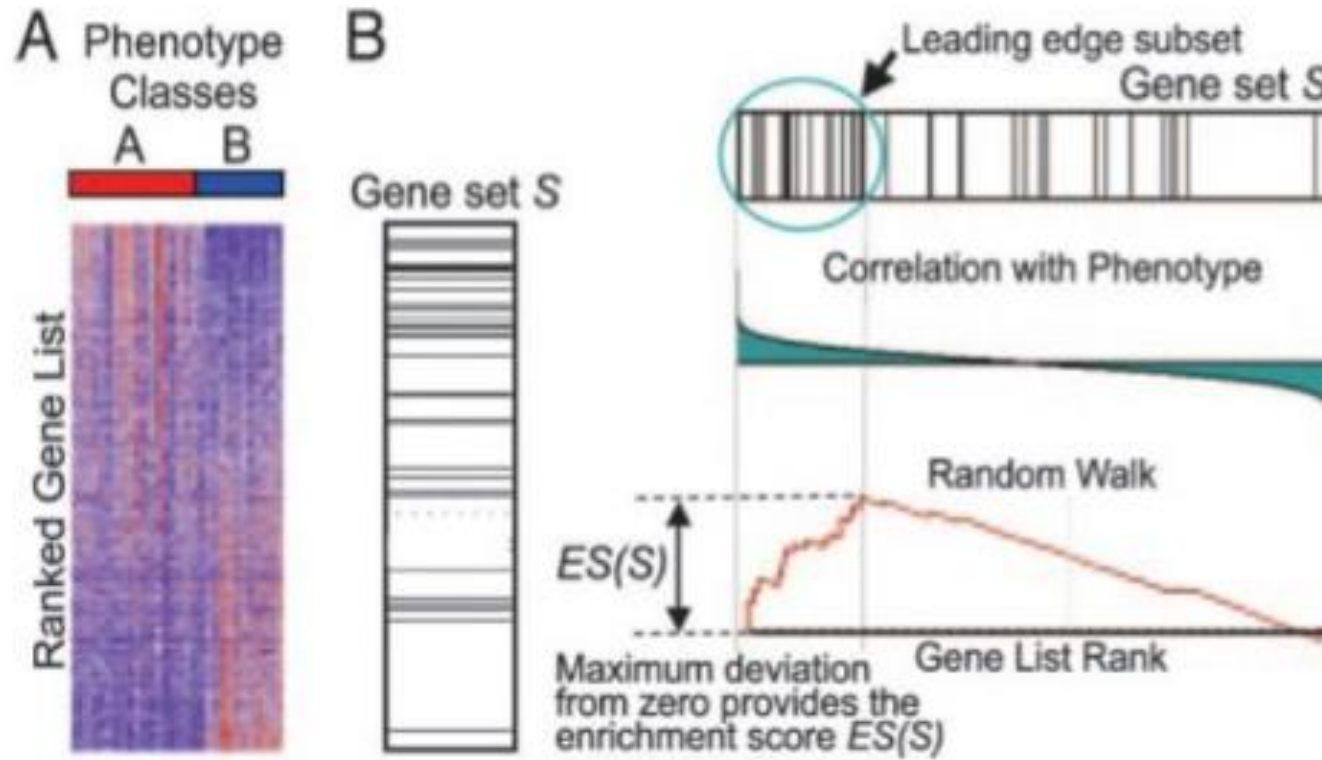 A
Phenotype
Classes
A B
Ranked Gene List
B
Gene set S
Leading edge subset
Gene set S
Correlation with Phenotype
Random Walk
ES(S)
Gene List Rank
Maximum deviation
from zero provides the
enrichment score ES(S)